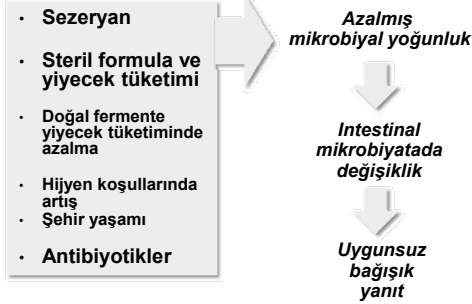 • Sezeryan
• Steril formula ve
yiyecek tüketimi
• Doğal fermente
yiyecek tüketiminde
azalma
• Hijyen koşullarında
artış
• Şehir yaşamı
• Antibiyotikler
Azalmış
mikrobiyal yoğunluk
Intestinal
mikrobiyatada
değişiklik
Uygunsuz
bağışık
yanıt